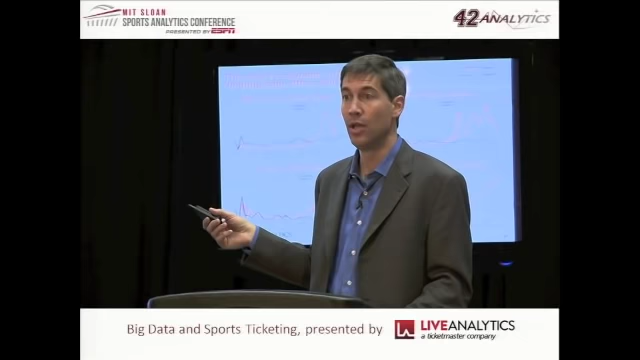 MIT SLOAN
SPORTS ANALYTICS CONFERENCE
PRESENTED BY ESPN
42 ANALYTICS
Big Data and Sports Ticketing, presented by
LIVEANALYTICS
a ticketmaster company